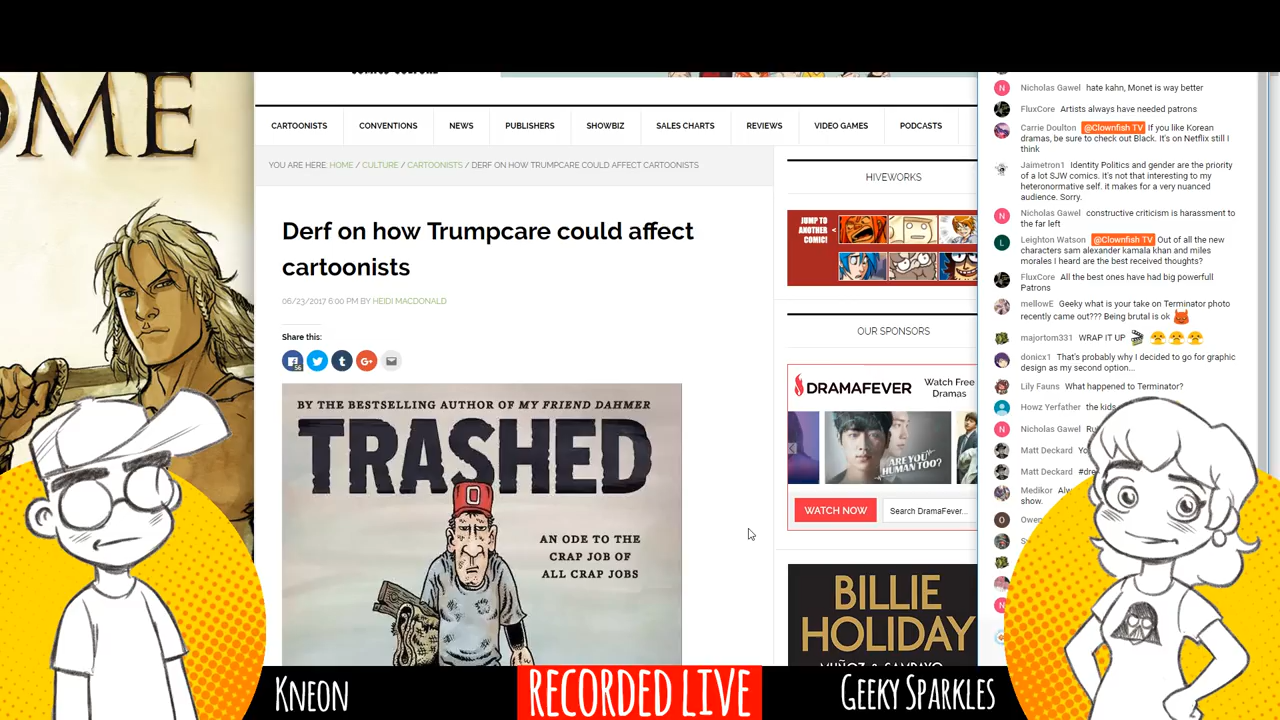 OME
COMICS CULTURE
CARTOONISTS
CONVENTIONS
NEWS
PUBLISHERS
SHOWBIZ
SALES CHARTS
REVIEWS
VIDEO GAMES
PODCASTS
YOU ARE HERE: HOME / CULTURE / CARTOONISTS / DERF ON HOW TRUMPCARE COULD AFFECT CARTOONISTS
Derf on how Trumpcare could affect
cartoonists
06/23/2017 6:00 PM BY HEIDI MACDONALD
Share this:
56
G+
BY THE BESTSELLING AUTHOR OF MY FRIEND DAHMER
TRASHED
O
AN ODE TO THE
CRAP JOB OF
ALL CRAP JOBS
HIVEWORKS
JUMP TO
ANOTHER
COMIC!
OUR SPONSORS
DRAMAFEVER
Watch Free
Dramas
ARE YOU
HUMAN TOO?
WATCH NOW
Search DramaFever...
BILLIE
HOLIDAY
MUÑOZ & SAMPAYO
N Nicholas Gawel hate kahn, Monet is way better
FluxCore Artists always have needed patrons
Carrie Doulton @Clownfish TV If you like Korean
dramas, be sure to check out Black. It's on Netflix still I
think
Jaimetron1 Identity Politics and gender are the priority
of a lot SJW comics. It's not that interesting to my
heteronormative self. it makes for a very nuanced
audience. Sorry.
N Nicholas Gawel constructive criticism is harassment to
the far left
L Leighton Watson @Clownfish TV Out of all the new
characters sam alexander kamala khan and miles
morales I heard are the best received thoughts?
FluxCore All the best ones have had big powerfull
Patrons
mellowE Geeky what is your take on Terminator photo
recently came out??? Being brutal is ok
majortom331 WRAP IT UP
donicx1 That's probably why I decided to go for graphic
design as my second option...
Lily Fauns What happened to Terminator?
Howz Yerfather the kids
N Nicholas Gawel
Matt Deckard
Matt Deckard
Medikor
show.
O
N
KNEON
RECORDED LIVE
GEEKY SPARKLES